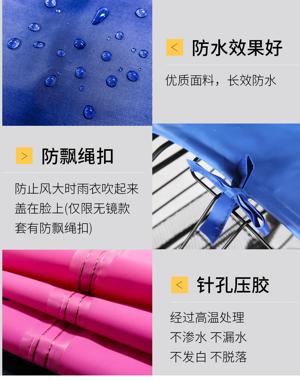 防水效果好
优质面料，长效防水
防飘绳扣
防止风大时雨衣吹起来
盖在脸上(仅限无镜款
套有防飘绳扣)
针孔压胶
经过高温处理
不渗水 不漏水
不发白 不脱落